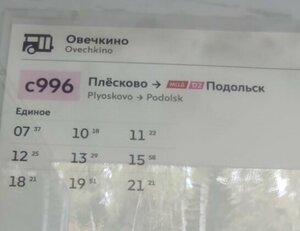 Овечкино
Ovechkino
с996 Плёсково → МЦД D2 Подольск
Plyoskovo → Podolsk
Единое
07 37 10 18 11 22
12 25 13 29 15 58
18 21 19 51 21 21